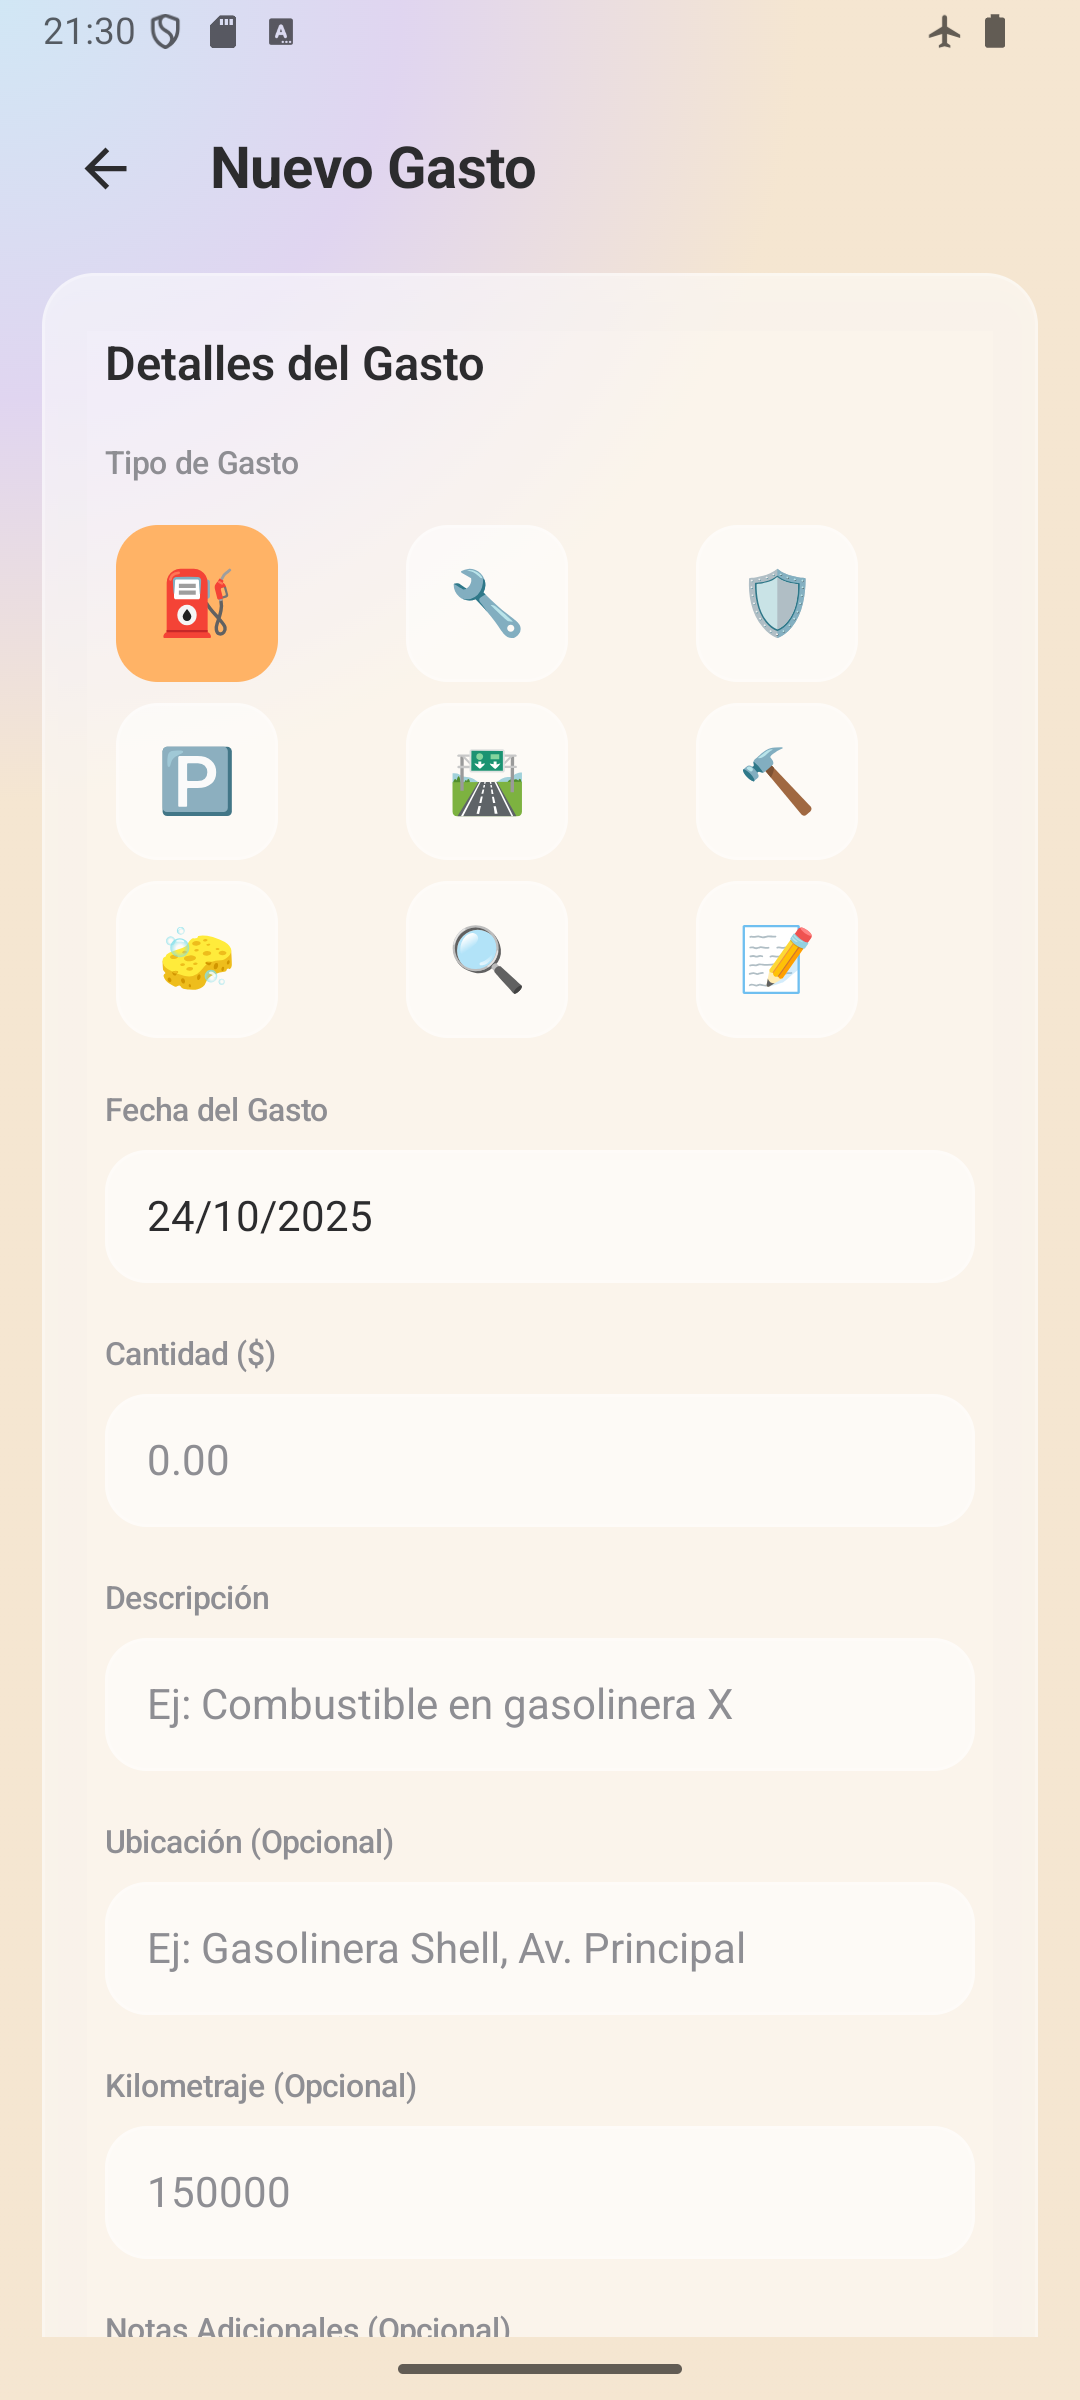 21:30
Nuevo Gasto
Detalles del Gasto
Tipo de Gasto
Fecha del Gasto
24/10/2025
Cantidad ($)
0.00
Descripción
Ej: Combustible en gasolinera X
Ubicación (Opcional)
Ej: Gasolinera Shell, Av. Principal
Kilometraje (Opcional)
150000
Notas Adicionales (Opcional)